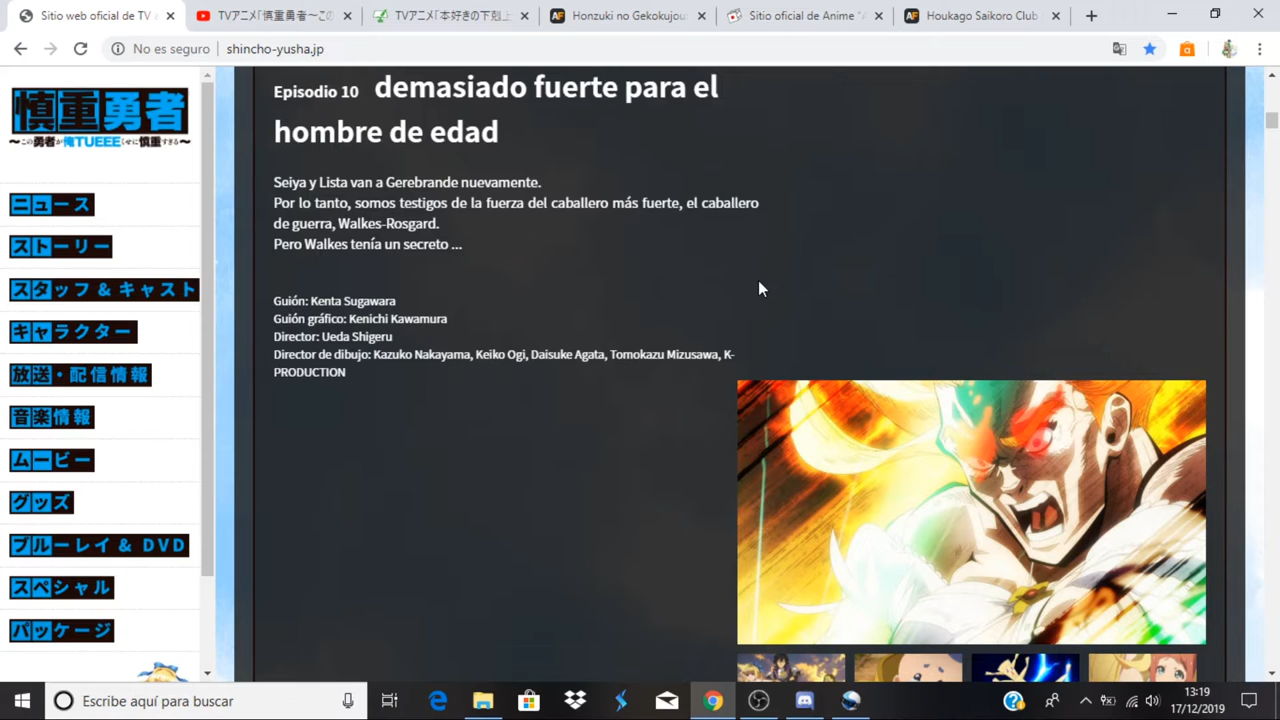 Sitio web oficial de TV A
TVアニメ「慎重勇者～この
TVアニメ「本好きの下剋上
Honzuki no Gekokujou
Sitio oficial de Anime "A
Houkago Saikoro Club
No es seguro
shincho-yusha.jp
慎重勇者
～この勇者が俺TUEEEくせに慎重すぎる～
ニュース
ストーリー
スタッフ & キャスト
キャラクター
放送・配信情報
音楽情報
ムービー
グッズ
ブルーレイ & DVD
スペシャル
パッケージ
Episodio 10 demasiado fuerte para el
hombre de edad
Seiya y Lista van a Gerebrande nuevamente.
Por lo tanto, somos testigos de la fuerza del caballero más fuerte, el caballero
de guerra, Walkes-Rosgard.
Pero Walkes tenía un secreto ...
Guión: Kenta Sugawara
Guión gráfico: Kenichi Kawamura
Director: Ueda Shigeru
Director de dibujo: Kazuko Nakayama, Keiko Ogi, Daisuke Agata, Tomokazu Mizusawa, K-
PRODUCTION
Escribe aquí para buscar
13:19
17/12/2019